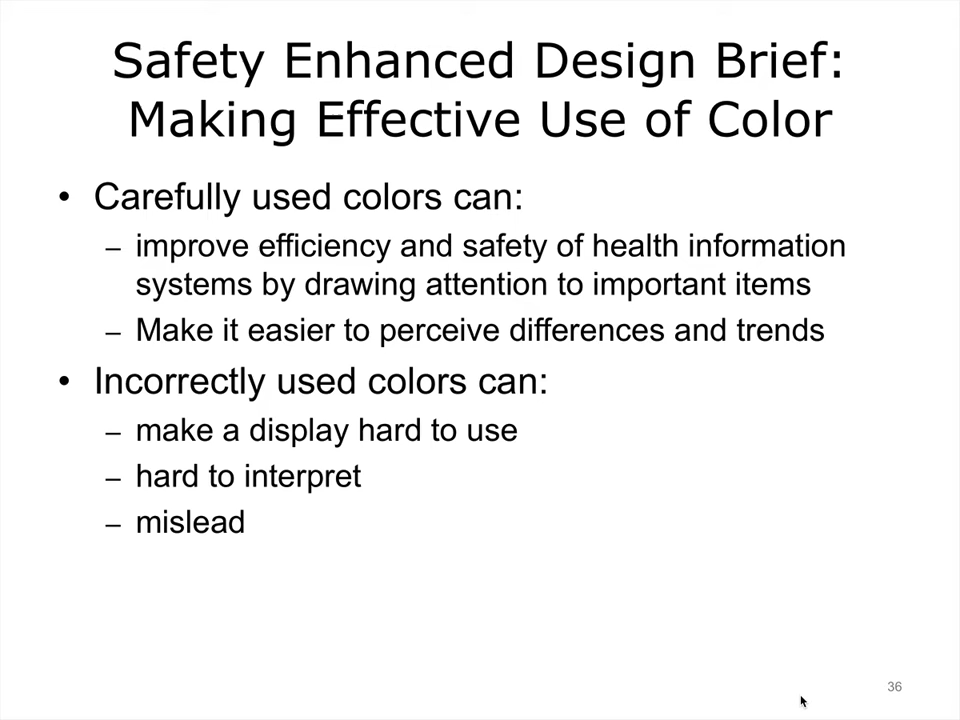 Safety Enhanced Design Brief:
Making Effective Use of Color
• Carefully used colors can:
– improve efficiency and safety of health information
systems by drawing attention to important items
– Make it easier to perceive differences and trends
• Incorrectly used colors can:
– make a display hard to use
– hard to interpret
– mislead
36